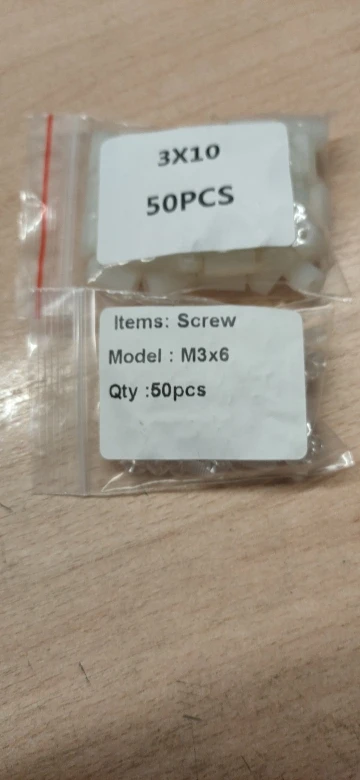 3X10
50PCS
Items: Screw
Model : M3x6
Qty :50pcs